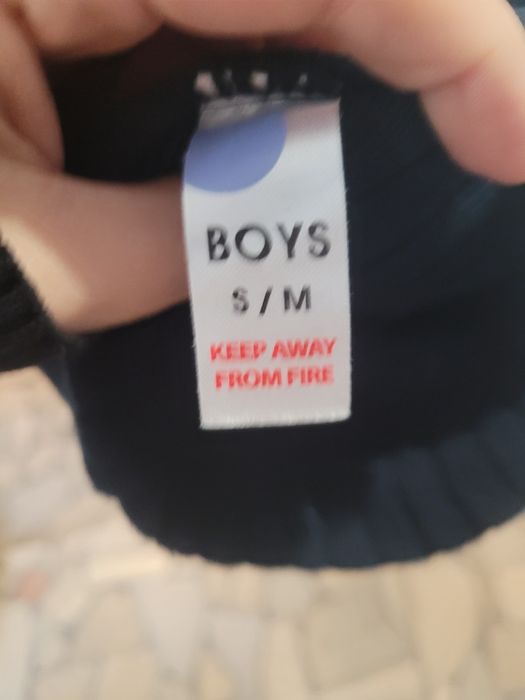 BOYS
S / M
KEEP AWAY
FROM FIRE